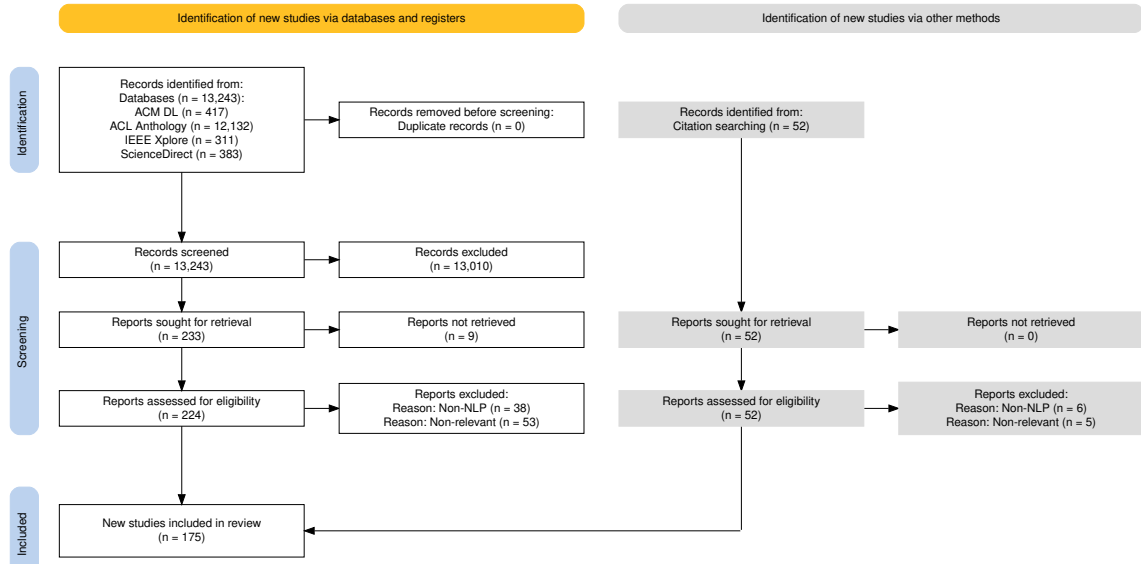 Identification of new studies via databases and registers
Identification of new studies via other methods
Identification
Records identified from:
Databases (n = 13,243):
ACM DL (n = 417)
ACL Anthology (n = 12,132)
IEEE Xplore (n = 311)
ScienceDirect (n = 383)
Records removed before screening:
Duplicate records (n = 0)
Records identified from:
Citation searching (n = 52)
Screening
Records screened
(n = 13,243)
Records excluded
(n = 13,010)
Reports sought for retrieval
(n = 233)
Reports not retrieved
(n = 9)
Reports sought for retrieval
(n = 52)
Reports not retrieved
(n = 0)
Reports assessed for eligibility
(n = 224)
Reports excluded:
Reason: Non-NLP (n = 38)
Reason: Non-relevant (n = 53)
Reports assessed for eligibility
(n = 52)
Reports excluded:
Reason: Non-NLP (n = 6)
Reason: Non-relevant (n = 5)
Included
New studies included in review
(n = 175)